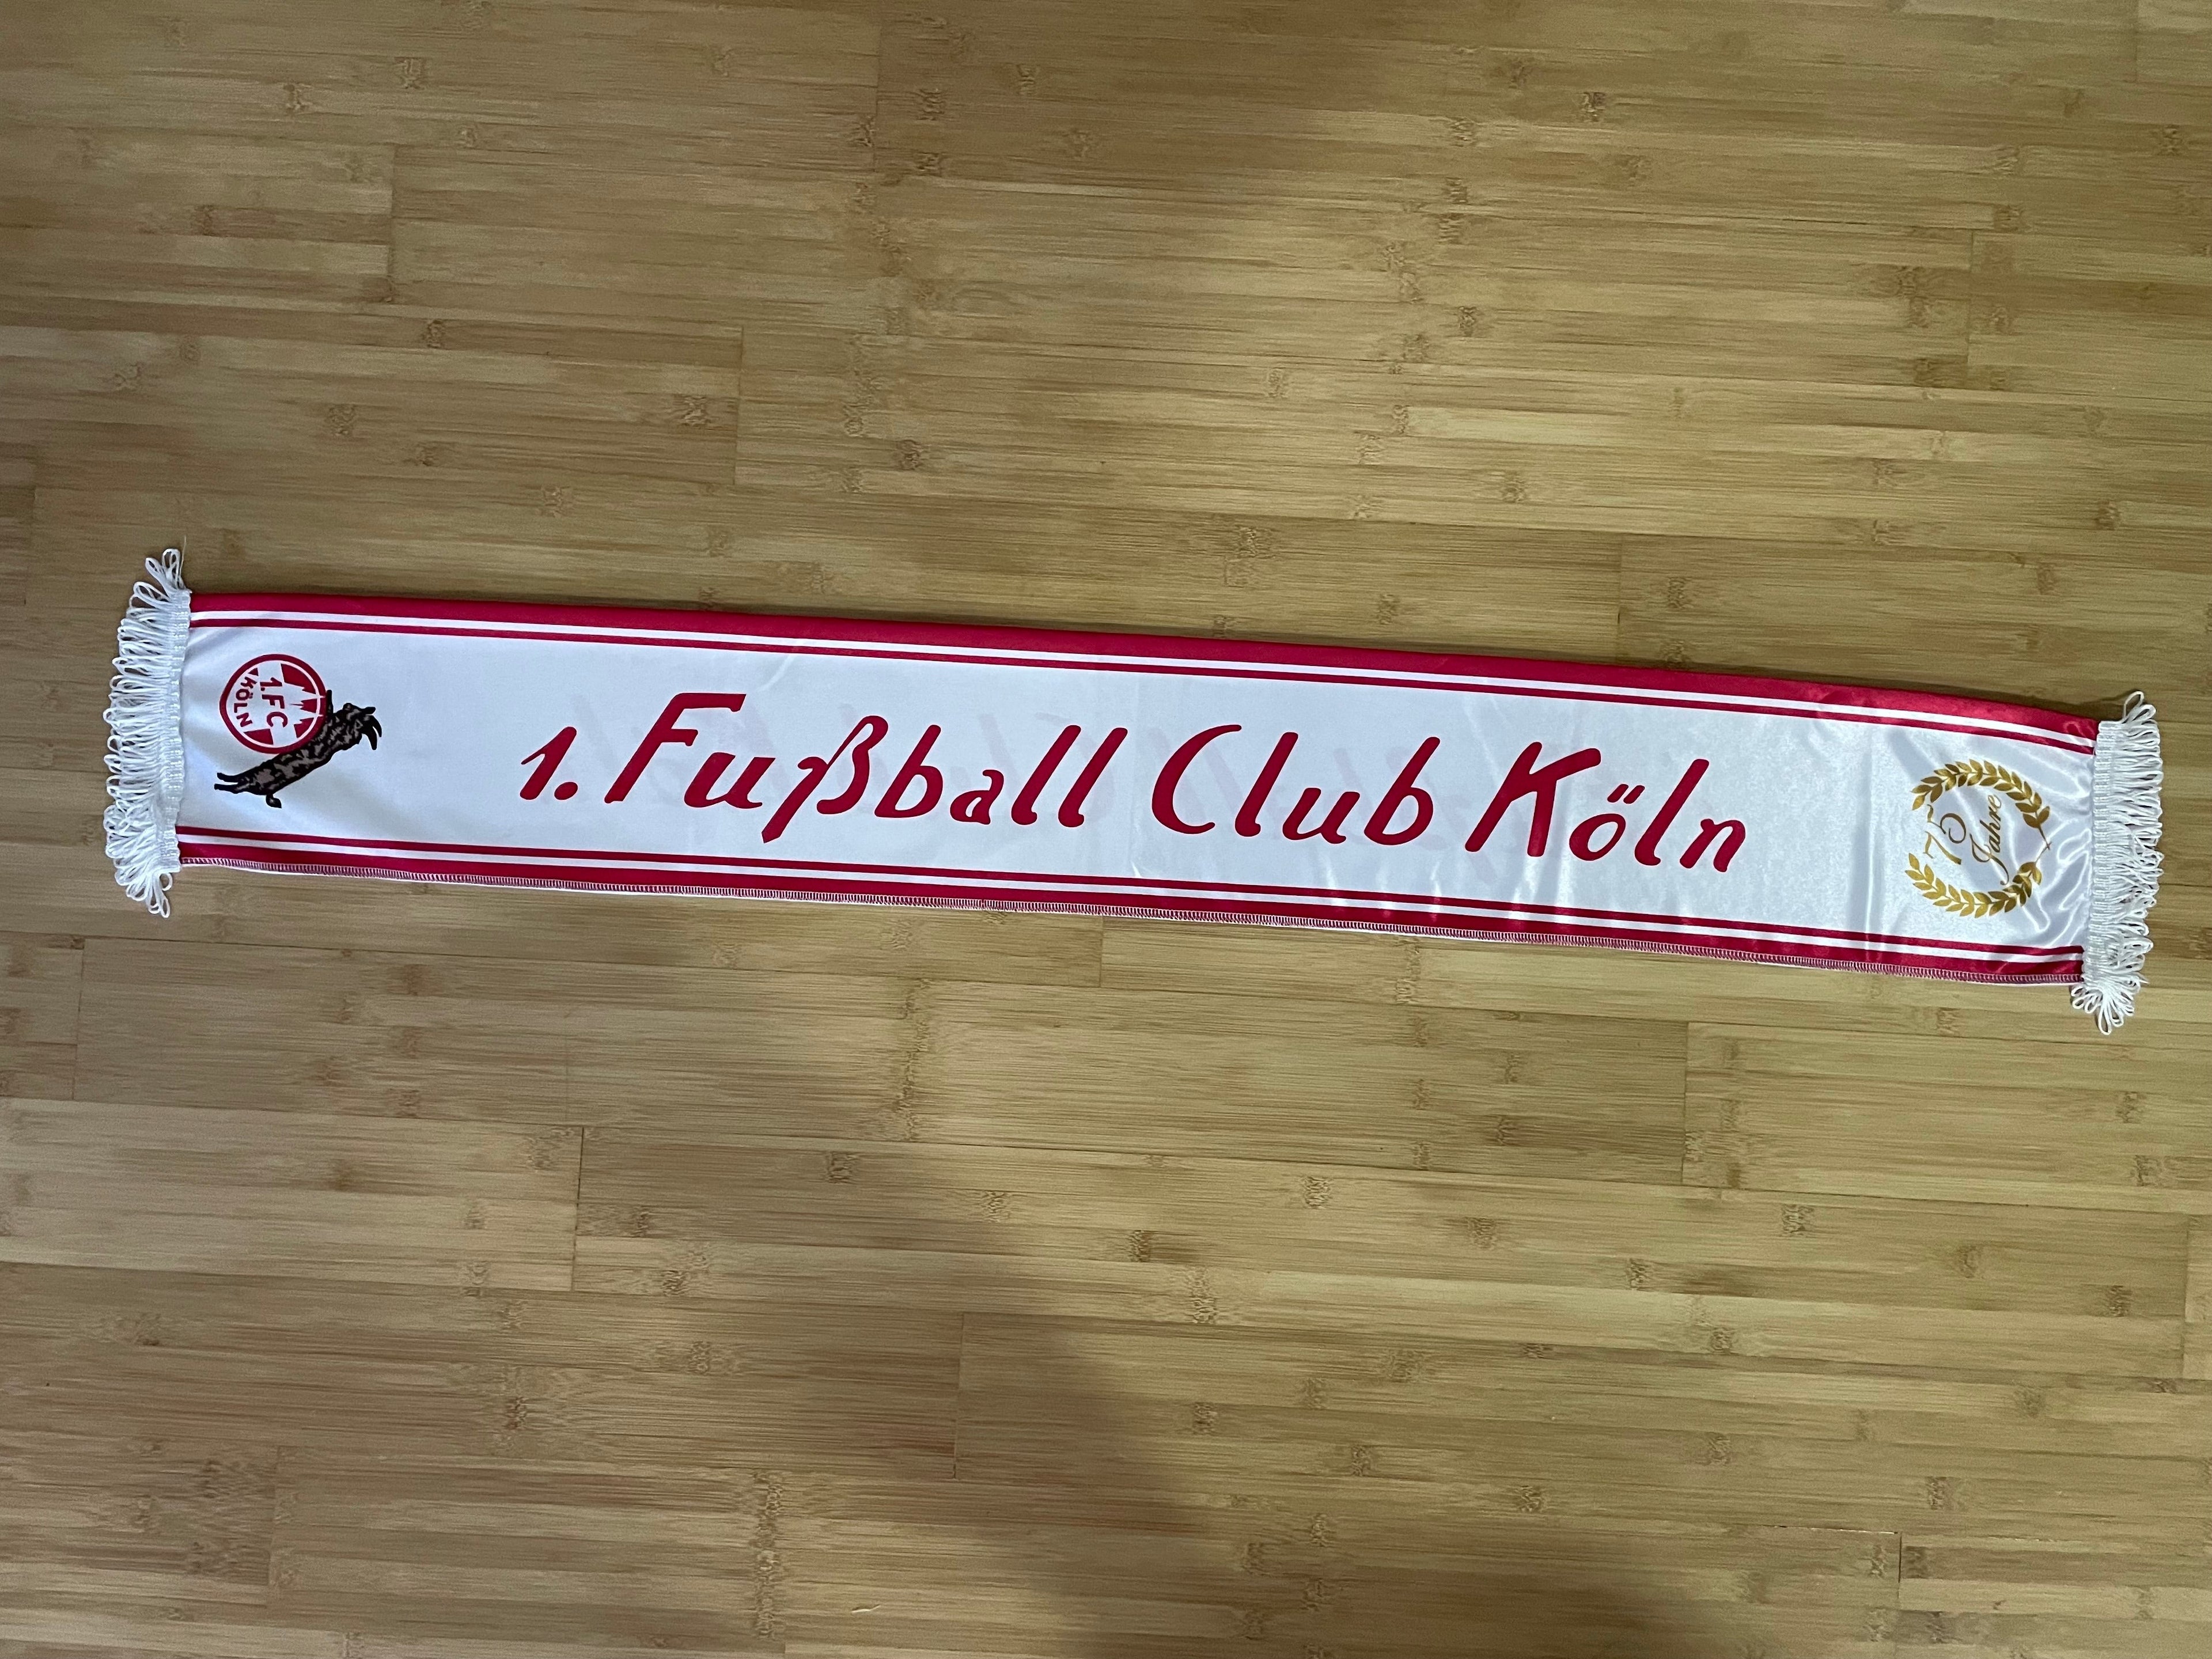 1.FC
KÖLN
1. Fußball Club Köln
75
Jahre